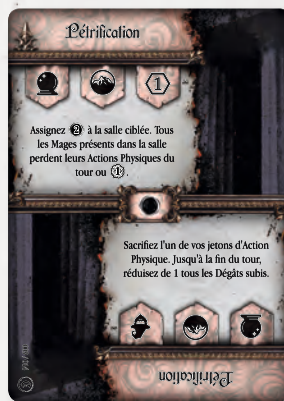 Pétrification
1
Assignez 2 à la salle ciblée. Tous
les Mages présents dans la salle
perdent leurs Actions Physiques du
tour ou 1.
Sacrifiez l'un de vos jetons d'Action
Physique. Jusqu'à la fin du tour,
réduisez de 1 tous les Dégâts subis.
Pétrification